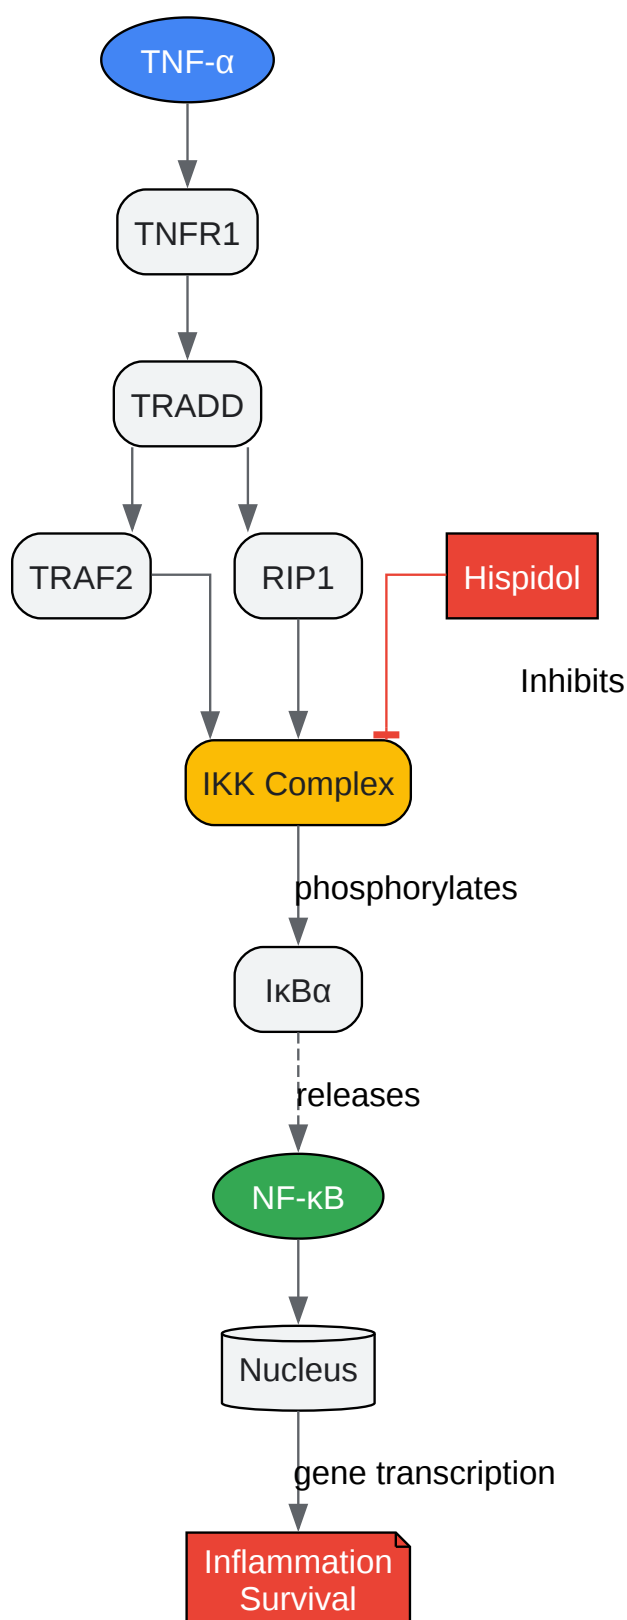 TNF-α
TNFR1
TRADD
TRAF2
RIP1
Hispidol
Inhibits
IKK Complex
phosphorylates
IκBα
releases
NF-κB
Nucleus
gene transcription
Inflammation
Survival